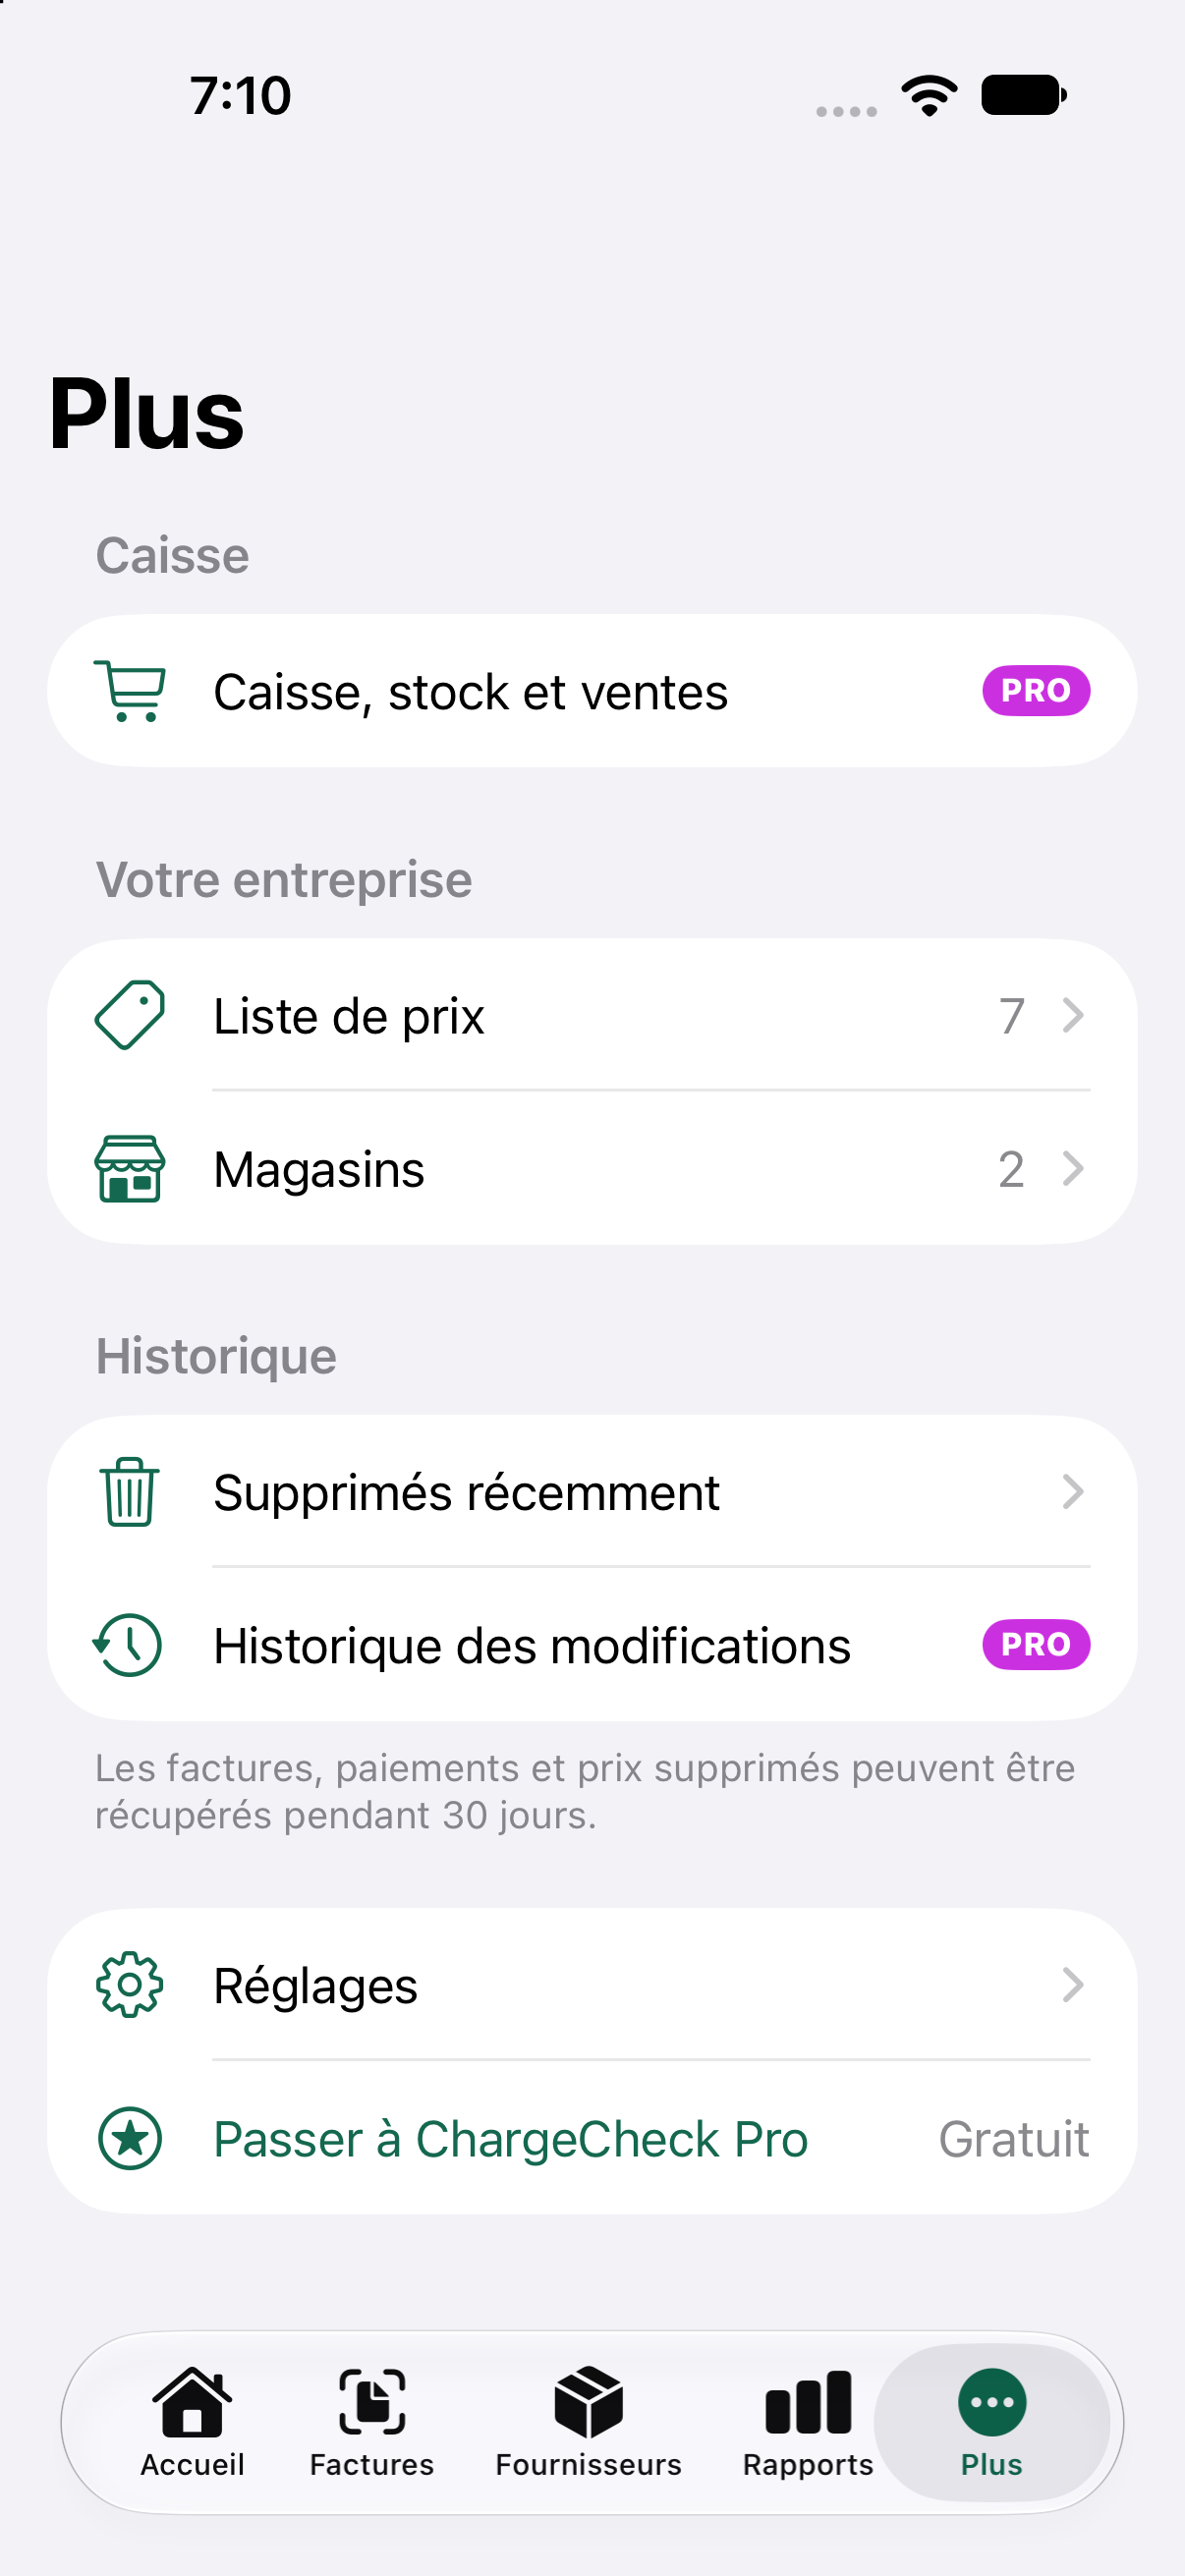 7:10
Plus
Caisse
Caisse, stock et ventes PRO
Votre entreprise
Liste de prix 7
Magasins 2
Historique
Supprimés récemment
Historique des modifications PRO
Les factures, paiements et prix supprimés peuvent être
récupérés pendant 30 jours.
Réglages
Passer à ChargeCheck Pro Gratuit
Accueil Factures Fournisseurs Rapports Plus